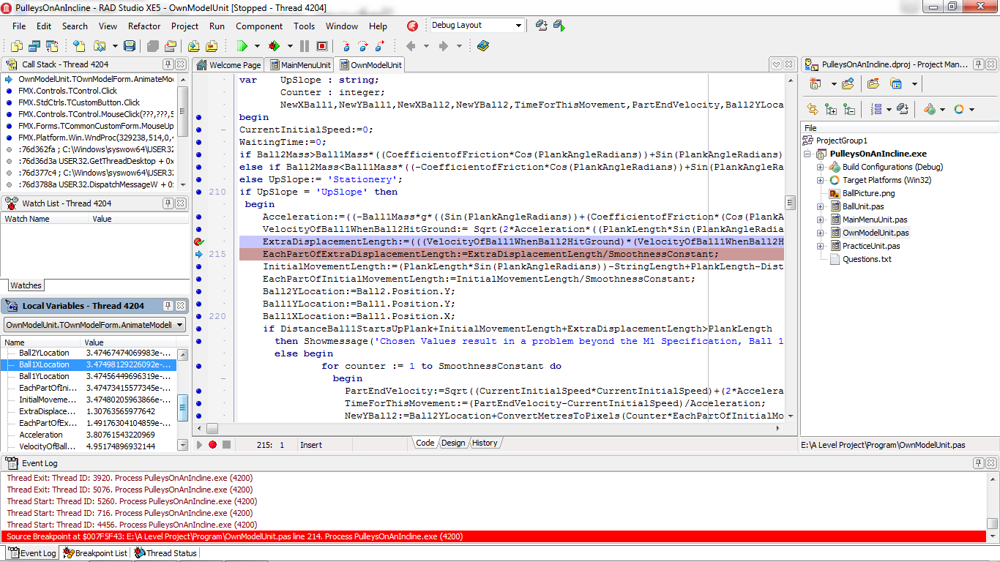 PulleysOnAnIncline - RAD Studio XE5 - OwnModelUnit [Stopped - Thread 4204]
File Edit Search View Refactor Project Run Component Tools Window Help Debug Layout
Call Stack - Thread 4204
OwnModelUnit.TOwnModelForm.AnimateMo
FMX.Controls.TControl.Click
FMX.StdCtrls.TCustomButton.Click
FMX.Controls.TControl.MouseClick(???,???,5
FMX.Forms.TCommonCustomForm.MouseUp
FMX.Platform.Win.WndProc(329238,514,0,4
:76d362fa ; C:\Windows\syswow64\USER32
:76d36d3a USER32.GetThreadDesktop + 0x
:76d377c4 ; C:\Windows\syswow64\USER32
:76d3788a USER32.DispatchMessageW + 0
Watch List - Thread 4204
Watch Name Value
Watches
Local Variables - Thread 4204
OwnModelUnit.TOwnModelForm.AnimateModell
Name Value
Ball2YLocation 3.47467474069983e-...
Ball1XLocation 3.47498129226092e-...
Ball1YLocation 3.47456449696319e-...
EachPartOfIni... 3.47473415577345e-...
InitialMoveme... 3.47480205963866e-...
ExtraDisplace... 1.30763565977642
EachPartOfEx... 1.49176304104859e-...
Acceleration 3.80761543220969
VelocityOfBall... 4.95174896932144
Welcome Page MainMenuUnit OwnModelUnit
var UpSlope : string;
Counter : integer;
NewXBall1,NewYBall1,NewXBall2,NewYBall2,TimeForThisMovement,PartEndVelocity,Ball2YLoca
begin
CurrentInitialSpeed:=0;
WaitingTime:=0;
if Ball2Mass>Ball1Mass*((CoefficientofFriction*Cos(PlankAngleRadians))+Sin(PlankAngleRadians)
else if Ball2Mass<Ball1Mass*((-CoefficientofFriction*Cos(PlankAngleRadians))+Sin(PlankAngleRa
else UpSlope:= 'Stationery';
210 if UpSlope = 'UpSlope' then
begin
Acceleration:=((-Ball1Mass*g*((Sin(PlankAngleRadians))+(CoefficientofFriction*(Cos(PlankA
VelocityOfBall1WhenBall2HitGround:= Sqrt(2*Acceleration*((PlankLength*Sin(PlankAngleRadia
ExtraDisplacementLength:=(((VelocityOfBall1WhenBall2HitGround)*(VelocityOfBall1WhenBall2H
215 EachPartOfExtraDisplacementLength:=ExtraDisplacementLength/SmoothnessConstant;
InitialMovementLength:=(PlankLength*Sin(PlankAngleRadians))-StringLength+PlankLength-Dist
EachPartOfInitialMovementLength:=InitialMovementLength/SmoothnessConstant;
Ball2YLocation:=Ball2.Position.Y;
Ball1YLocation:=Ball1.Position.Y;
220 Ball1XLocation:=Ball1.Position.X;
if DistanceBall1StartsUpPlank+InitialMovementLength+ExtraDisplacementLength>PlankLength
then Showmessage('Chosen Values result in a problem beyond the M1 Specification, Ball 1
else begin
for counter := 1 to SmoothnessConstant do
begin
PartEndVelocity:=Sqrt((CurrentInitialSpeed*CurrentInitialSpeed)+(2*Accelera
TimeForThisMovement:=(PartEndVelocity-CurrentInitialSpeed)/Acceleration;
NewYBall2:=Ball2YLocation+ConvertMetresToPixels(Counter*EachPartOfInitialMo
215: 1 Insert Code Design History
PulleysOnAnIncline.dproj - Project Man...
File
ProjectGroup1
PulleysOnAnIncline.exe
Build Configurations (Debug)
Target Platforms (Win32)
BallPicture.png
BallUnit.pas
MainMenuUnit.pas
OwnModelUnit.pas
PracticeUnit.pas
Questions.txt
E:\A Level Project\Program\OwnModelUnit.pas
Event Log
Thread Exit: Thread ID: 3920. Process PulleysOnAnIncline.exe (4200)
Thread Exit: Thread ID: 5076. Process PulleysOnAnIncline.exe (4200)
Thread Start: Thread ID: 5260. Process PulleysOnAnIncline.exe (4200)
Thread Start: Thread ID: 716. Process PulleysOnAnIncline.exe (4200)
Thread Start: Thread ID: 4456. Process PulleysOnAnIncline.exe (4200)
Source Breakpoint at $007F5F43: E:\A Level Project\Program\OwnModelUnit.pas line 214. Process PulleysOnAnIncline.exe (4200)
Event Log Breakpoint List Thread Status